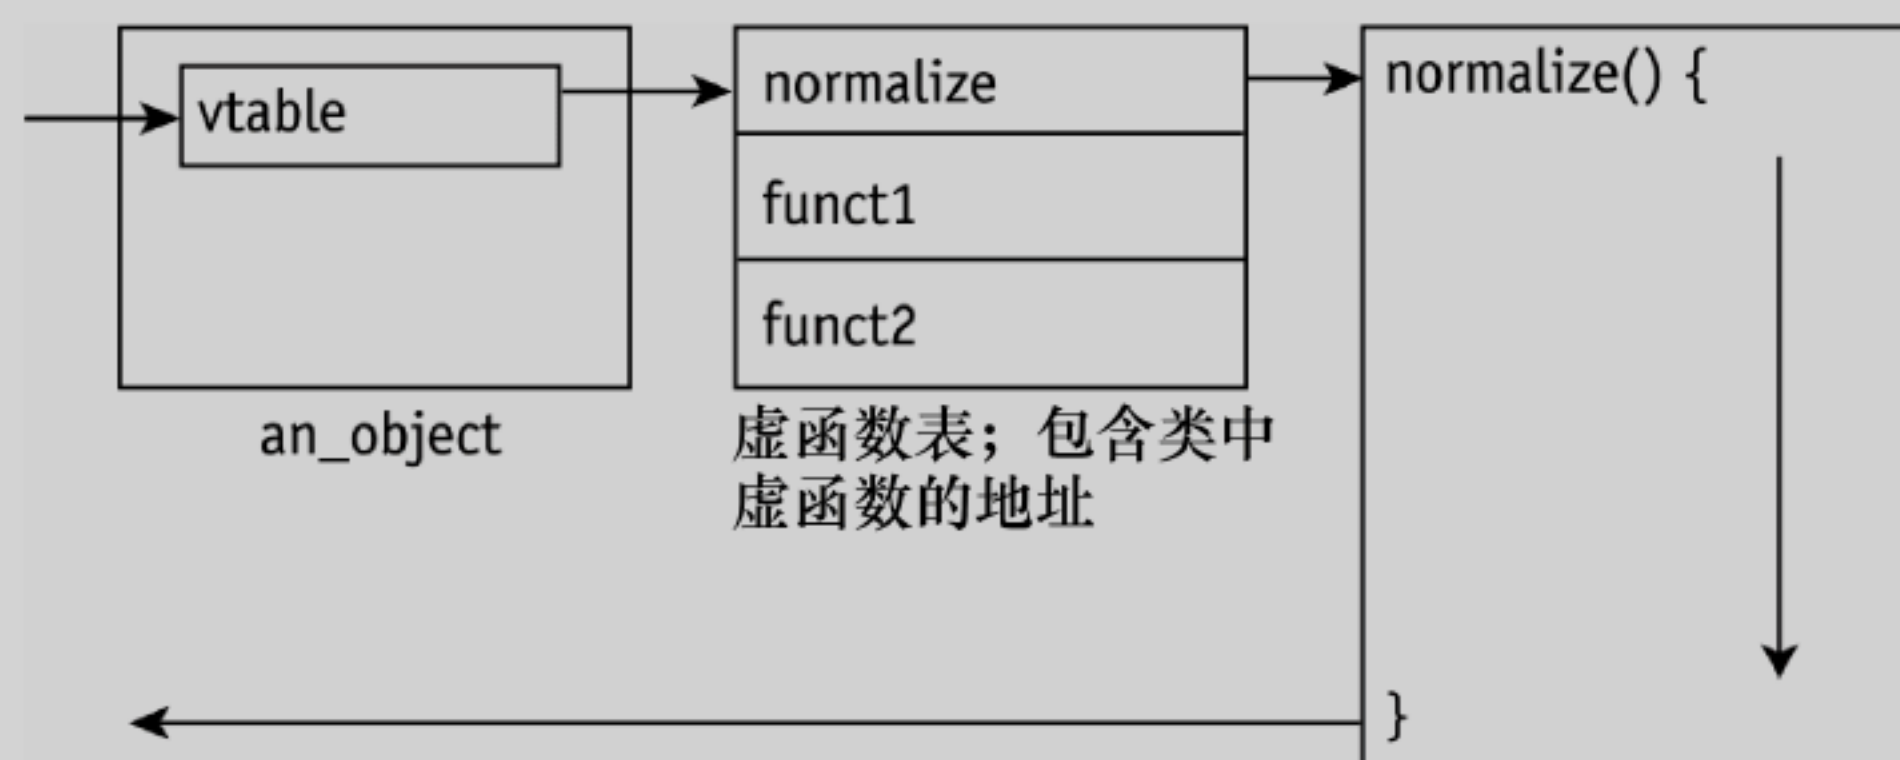 vtable
an_object
normalize
funct1
funct2
虚函数表；包含类中
虚函数的地址
normalize() {
}